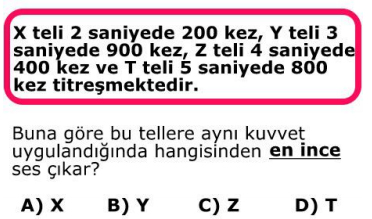 X teli 2 saniyede 200 kez, Y teli 3
saniyede 900 kez, Z teli 4 saniyede
400 kez ve T teli 5 saniyede 800
kez titreşmektedir.
Buna göre bu tellere aynı kuvvet
uygulandığında hangisinden en ince
ses çıkar?
A) X B) Y C) Z D) T